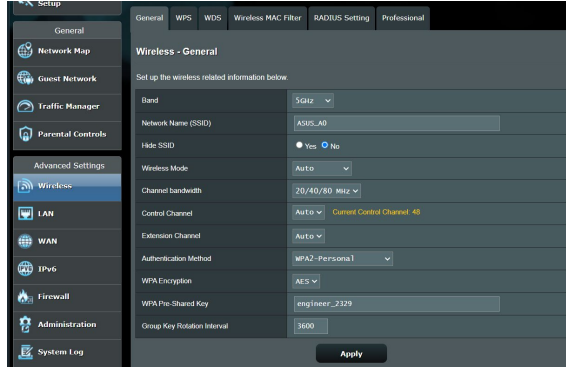 Setup
General
Network Map
Guest Network
Traffic Manager
Parental Controls
Advanced Settings
Wireless
LAN
WAN
IPv6
Firewall
Administration
System Log
General WPS WDS Wireless MAC Filter RADIUS Setting Professional
Wireless - General
Set up the wireless related information below.
Band 5GHz
Network Name (SSID) ASUS_A0
Hide SSID Yes No
Wireless Mode Auto
Channel bandwidth 20/40/80 MHz
Control Channel Auto Current Control Channel: 48
Extension Channel Auto
Authentication Method WPA2-Personal
WPA Encryption AES
WPA Pre-Shared Key engineer_2329
Group Key Rotation Interval 3600
Apply